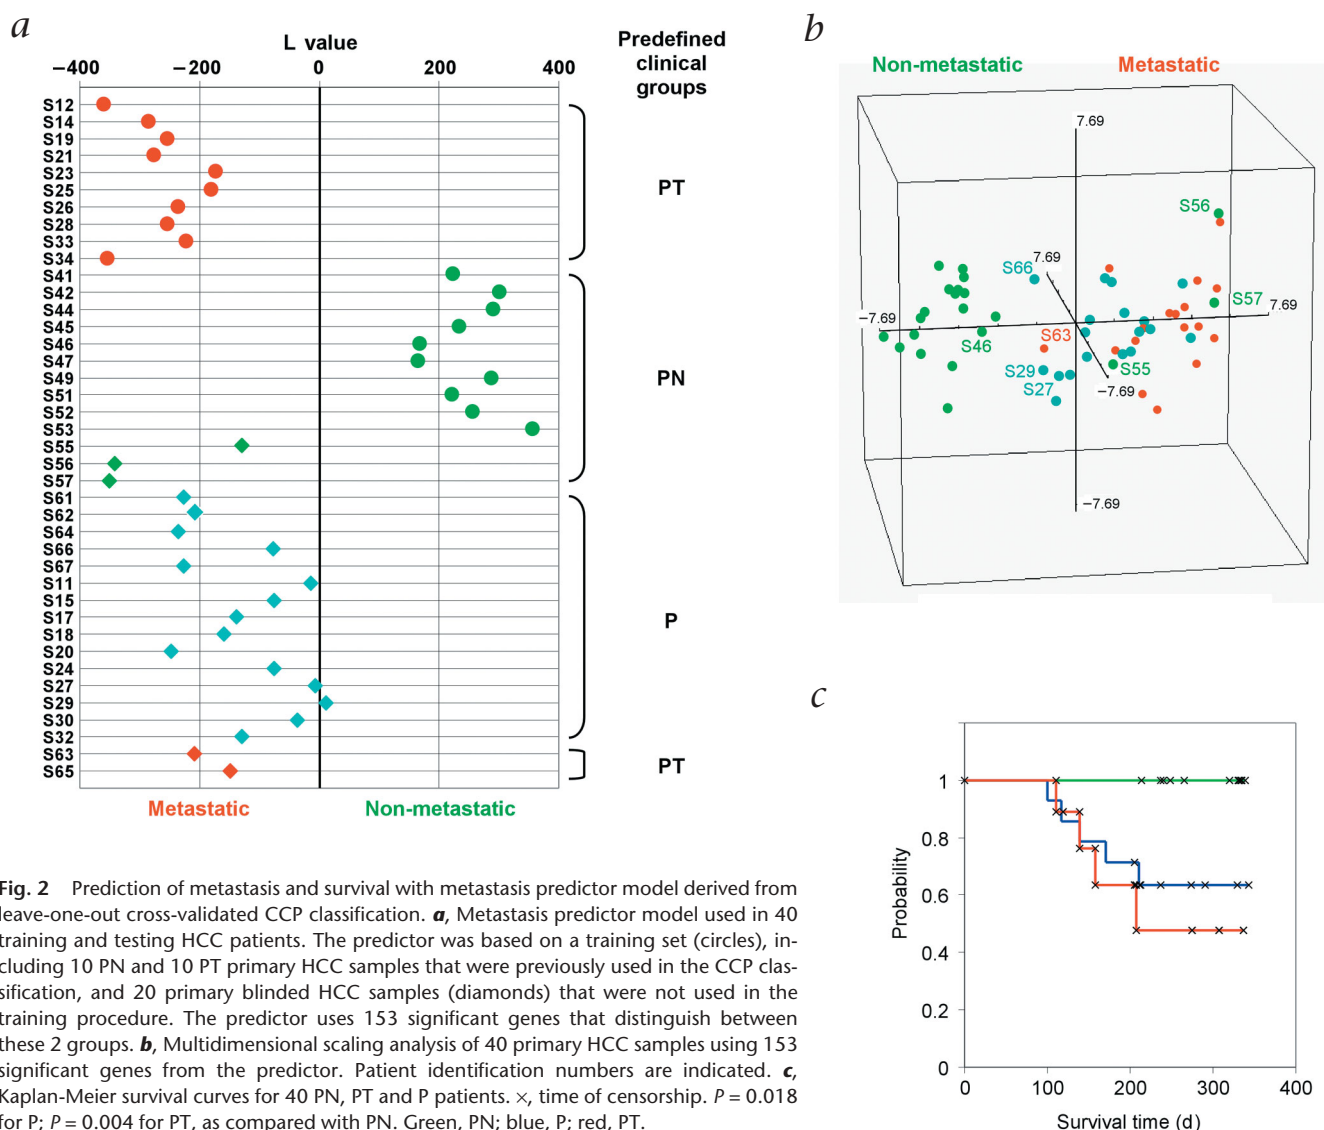 a
L value
−400 −200 0 200 400
Predefined
clinical
groups
S12
S14
S19
S21
S23
S25
S26
S28
S33
S34
S41
S42
S44
S45
S46
S47
S49
S51
S52
S53
S55
S56
S57
S61
S62
S64
S66
S67
S11
S15
S17
S18
S20
S24
S27
S29
S30
S32
S63
S65
PT
PN
P
PT
Metastatic Non-metastatic
b
Non-metastatic Metastatic
7.69
S56
S66 7.69
S57 7.69
−7.69
S63
S46
S29 S55
S27 −7.69
−7.69
c
Probability
1
0.8
0.6
0.4
0.2
0
0 100 200 300 400
Survival time (d)
Fig. 2 Prediction of metastasis and survival with metastasis predictor model derived from
leave-one-out cross-validated CCP classification. a, Metastasis predictor model used in 40
training and testing HCC patients. The predictor was based on a training set (circles), in-
cluding 10 PN and 10 PT primary HCC samples that were previously used in the CCP clas-
sification, and 20 primary blinded HCC samples (diamonds) that were not used in the
training procedure. The predictor uses 153 significant genes that distinguish between
these 2 groups. b, Multidimensional scaling analysis of 40 primary HCC samples using 153
significant genes from the predictor. Patient identification numbers are indicated. c,
Kaplan-Meier survival curves for 40 PN, PT and P patients. ×, time of censorship. P = 0.018
for P; P = 0.004 for PT, as compared with PN. Green, PN; blue, P; red, PT.